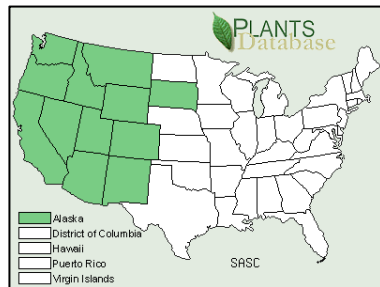 PLANTS
Database
Alaska
District of Columbia
Hawaii
Puerto Rico
Virgin Islands
SASC